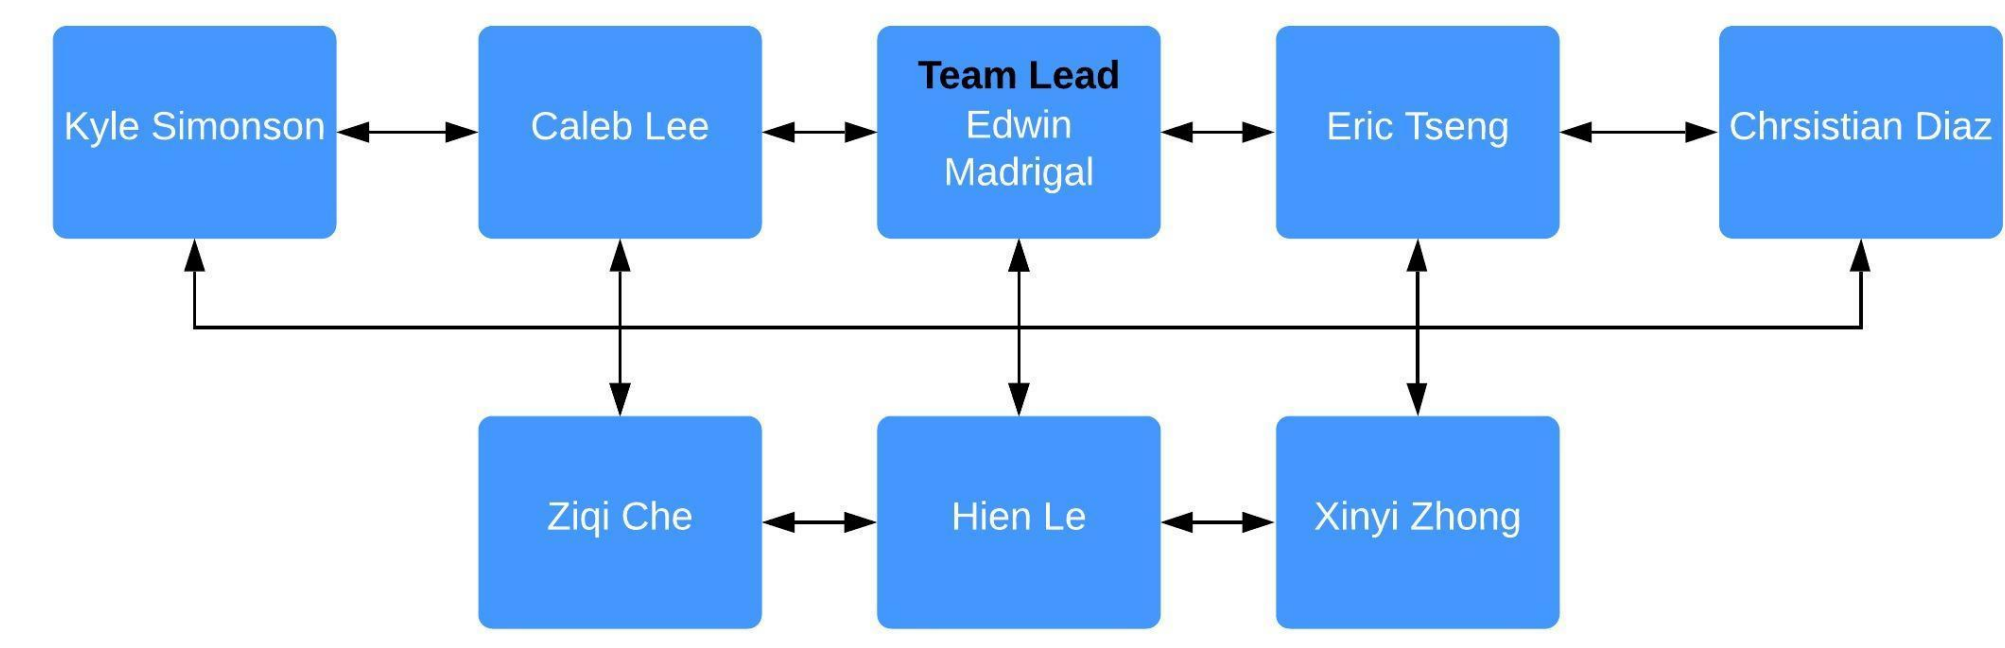 Kyle Simonson
Caleb Lee
Team Lead
Edwin
Madrigal
Eric Tseng
Chrsistian Diaz
Ziqi Che
Hien Le
Xinyi Zhong